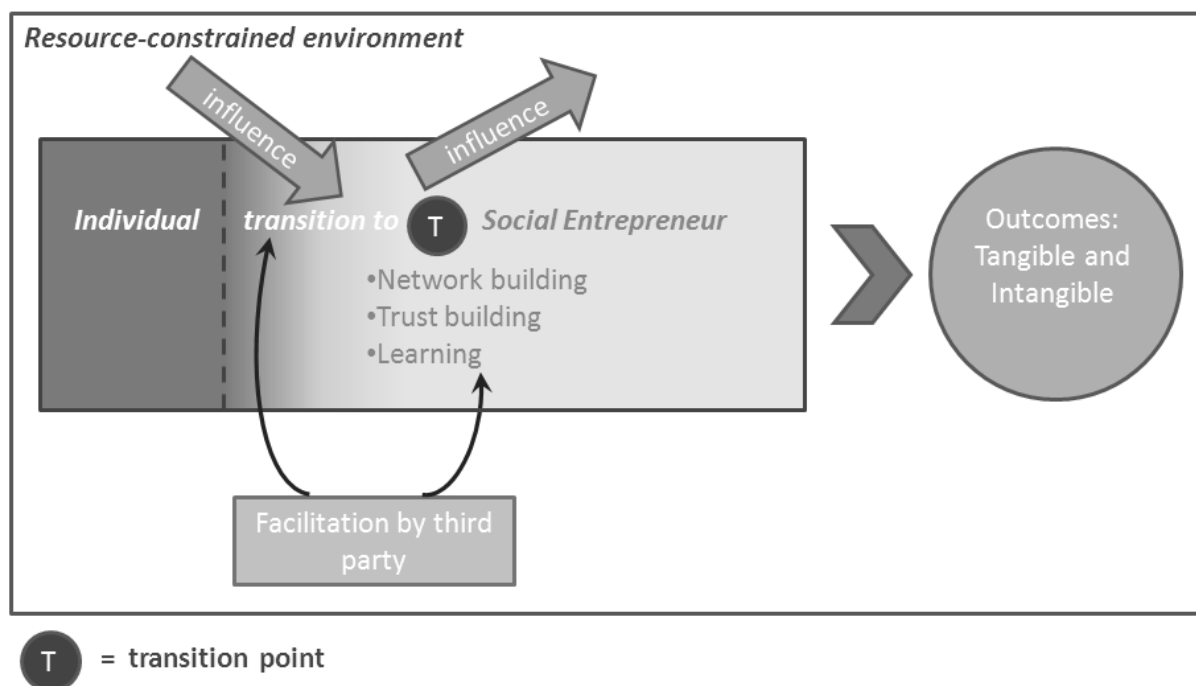 Resource-constrained environment
influence
influence
Individual
transition to
T
Social Entrepreneur
•Network building
•Trust building
•Learning
Outcomes:
Tangible and
Intangible
Facilitation by third
party
T
= transition point